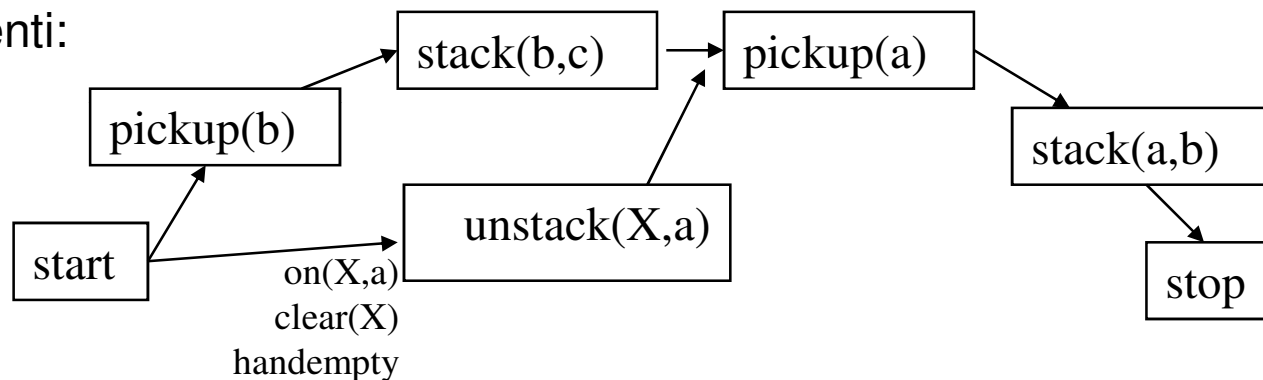 enti:
stack(b,c)
pickup(a)
pickup(b)
stack(a,b)
unstack(X,a)
start
on(X,a)
clear(X)
handempty
stop